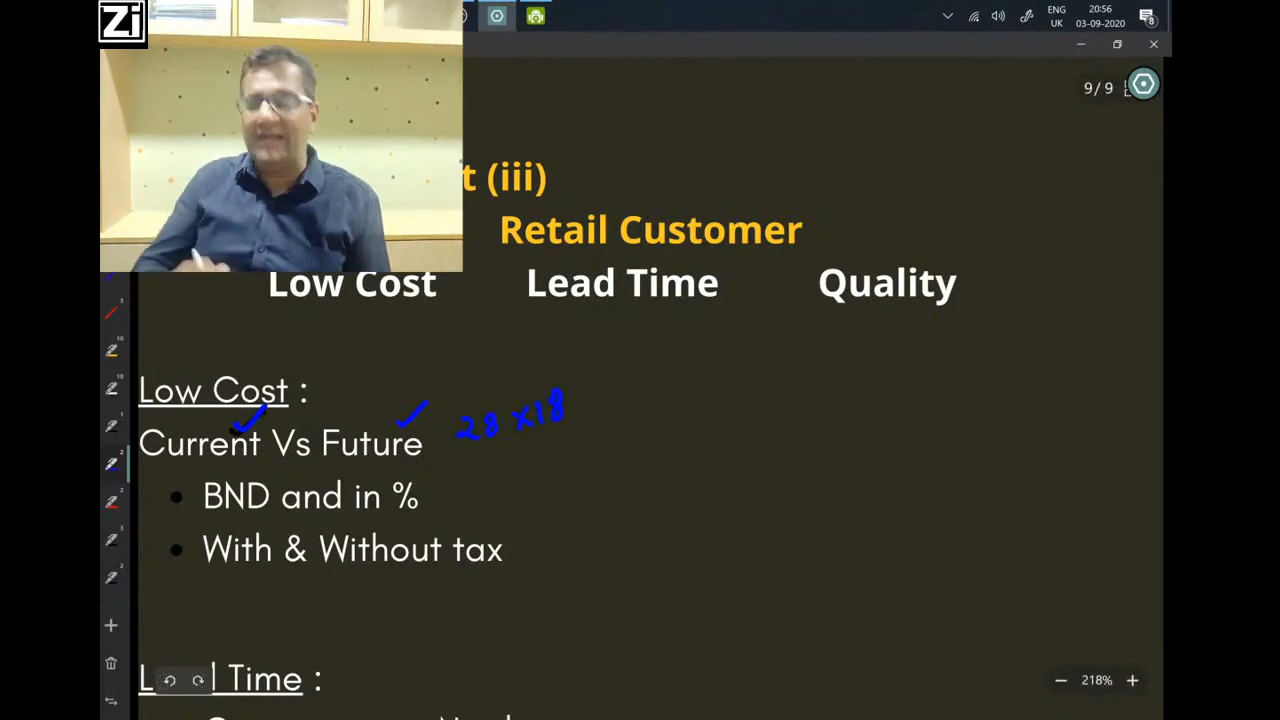 Zi
ENG
UK
20:56
03-09-2020
8
9/9
t (iii)
Retail Customer
Low Cost Lead Time Quality
Low Cost :
Current Vs Future 28 x 18
BND and in %
With & Without tax
L d Time :
218%